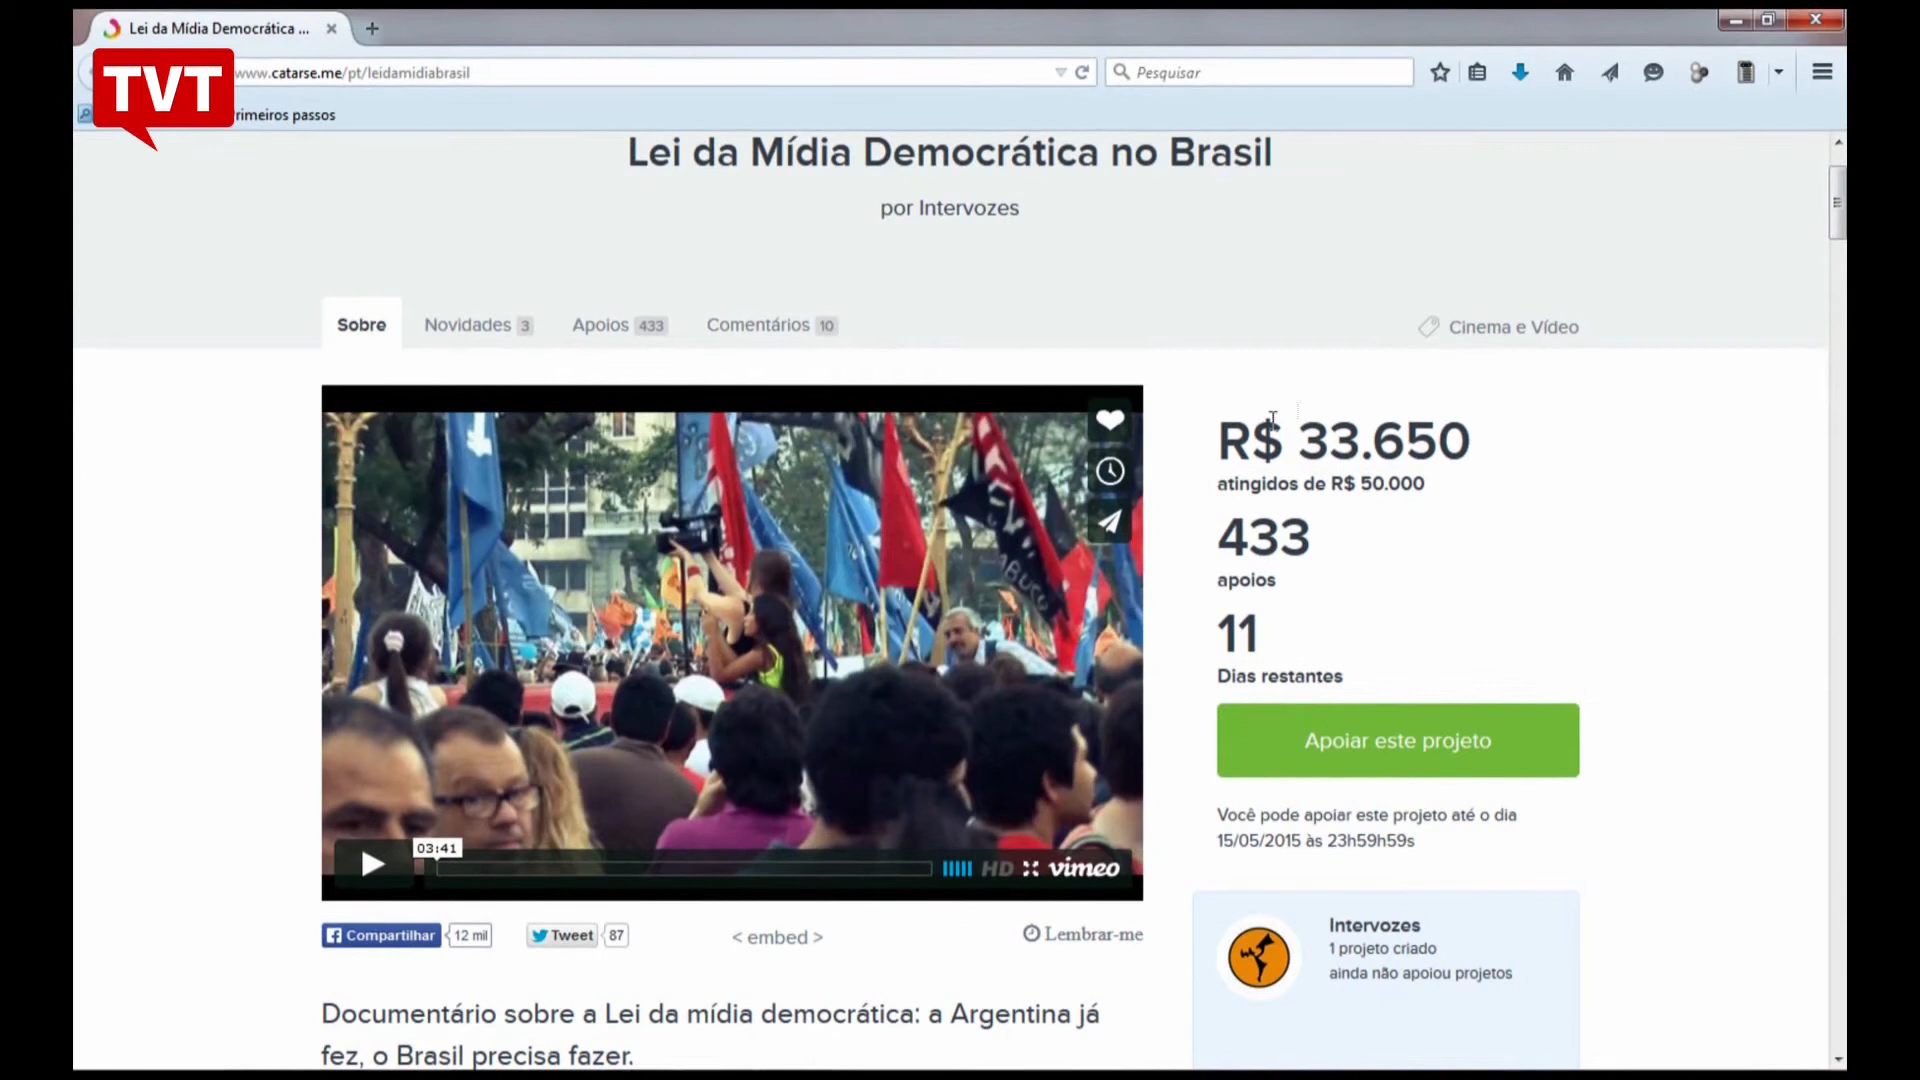 Lei da Mídia Democrática ...
TVT
www.catarse.me/pt/leidamidiabrasil
Pesquisar
rimeiros passos
Lei da Mídia Democrática no Brasil
por Intervozes
Sobre
Novidades 3
Apoios 433
Comentários 10
Cinema e Vídeo
R$ 33.650
atingidos de R$ 50.000
433
apoios
11
Dias restantes
Apoiar este projeto
Você pode apoiar este projeto até o dia
15/05/2015 às 23h59h59s
03:41
HD
vimeo
Compartilhar 12 mil
Tweet 87
< embed >
Lembrar-me
Intervozes
1 projeto criado
ainda não apoiou projetos
Documentário sobre a Lei da mídia democrática: a Argentina já
fez, o Brasil precisa fazer.